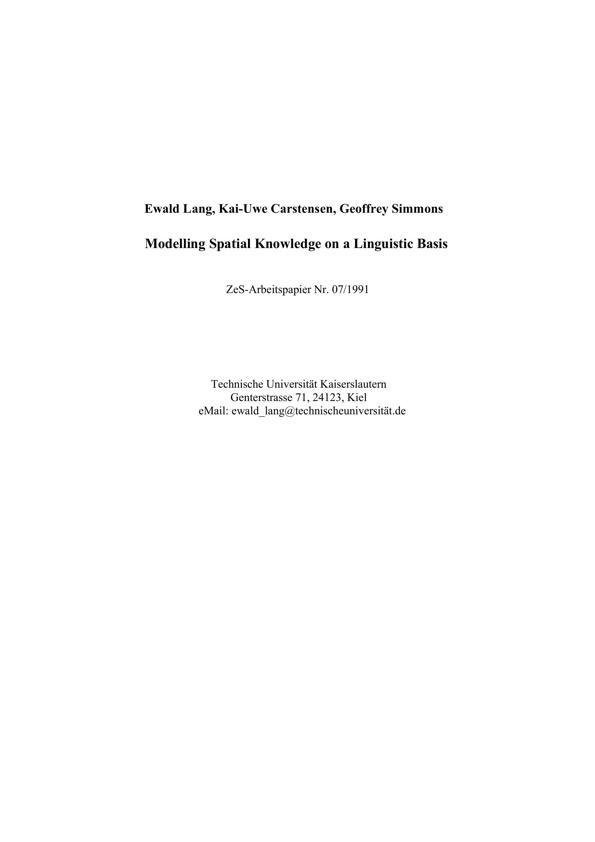 Ewald Lang, Kai-Uwe Carstensen, Geoffrey Simmons
Modelling Spatial Knowledge on a Linguistic Basis
ZeS-Arbeitspapier Nr. 07/1991
Technische Universität Kaiserslautern
Genterstrasse 71, 24123, Kiel
eMail: ewald_lang@technischeuniversität.de